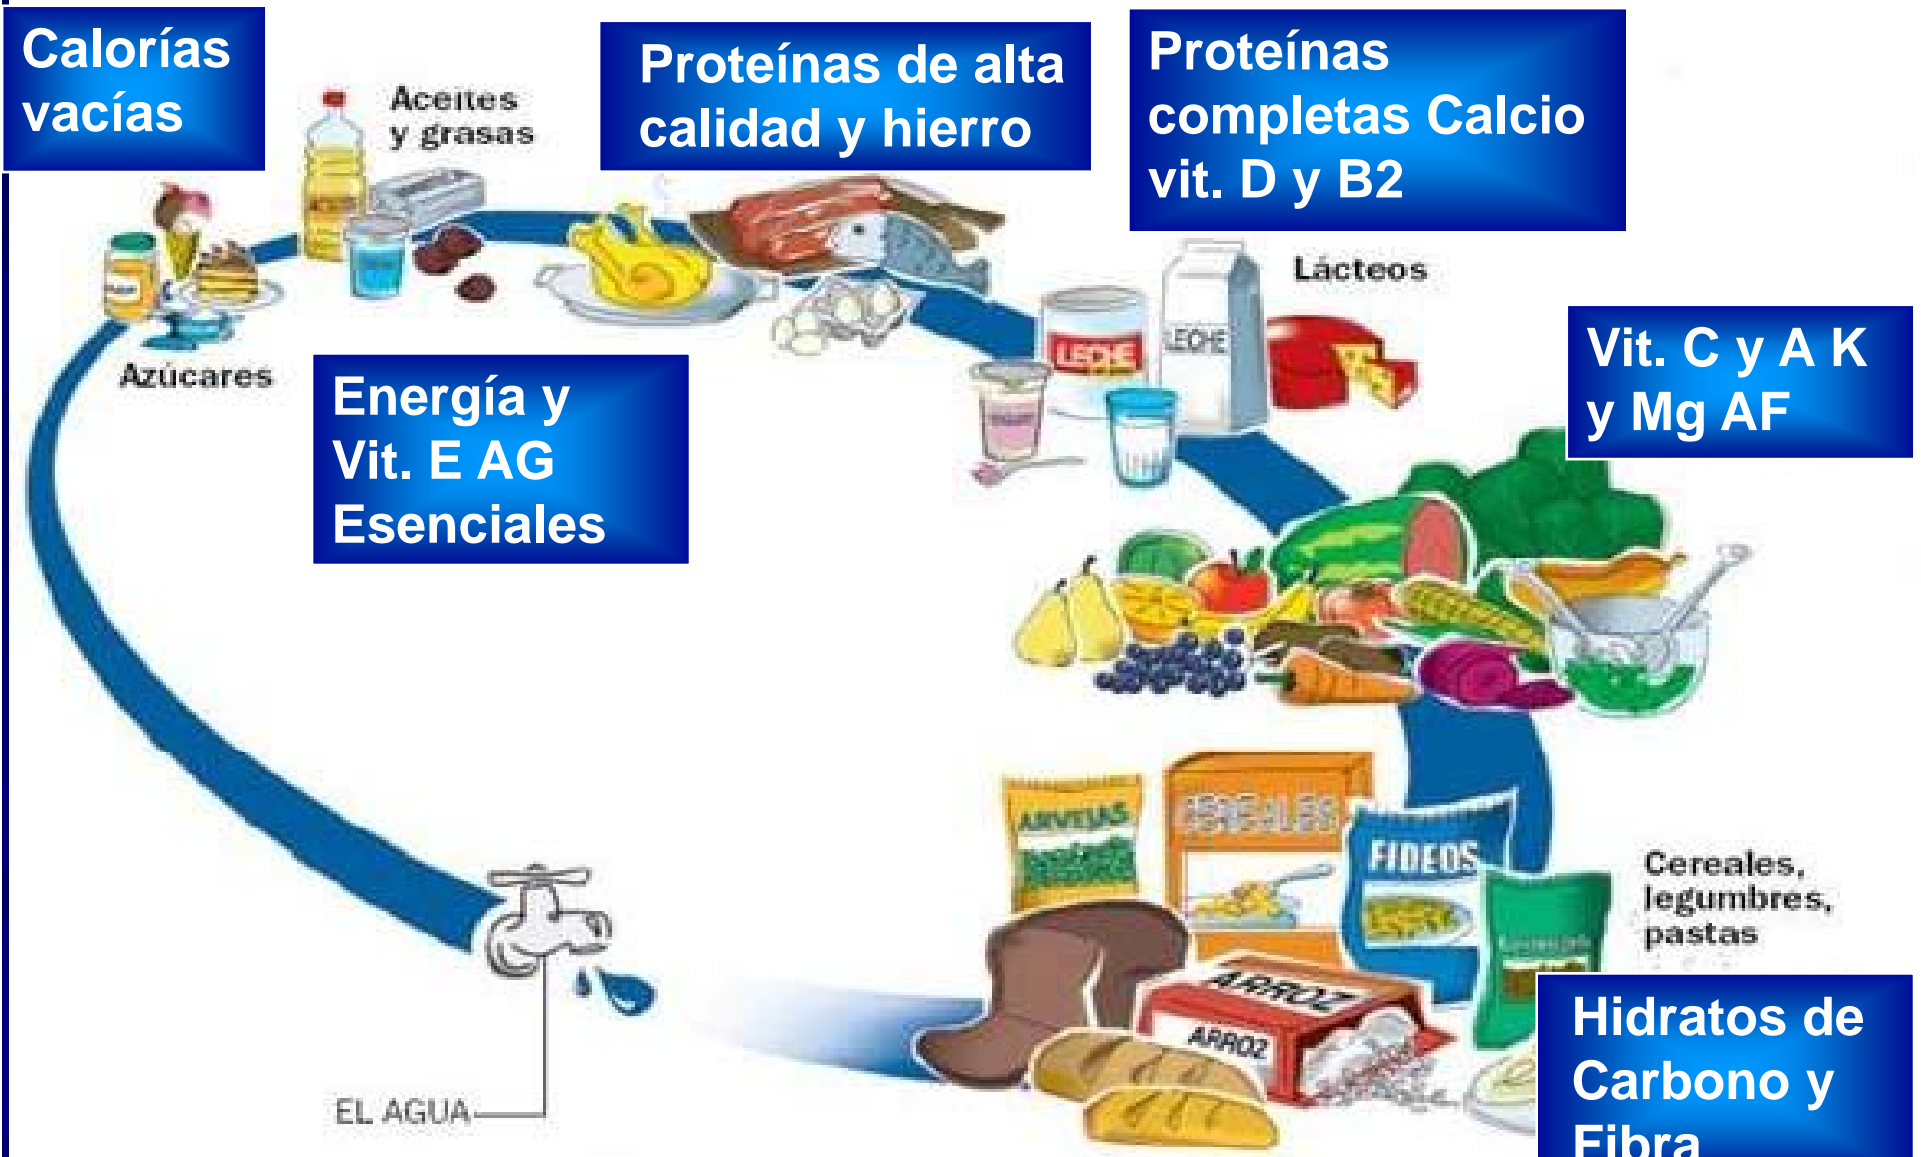 Calorías
vacías
Aceites
y grasas
Proteínas de alta
calidad y hierro
Proteínas
completas Calcio
vit. D y B2
Lácteos
LECHE
LECHE
Azúcares
Energía y
Vit. E AG
Esenciales
Vit. C y A K
y Mg AF
ARVEJAS
CEREALES
FIDEOS
Cereales,
legumbres,
pastas
ARROZ
ARROZ
Hidratos de
Carbono y
Fibra
EL AGUA